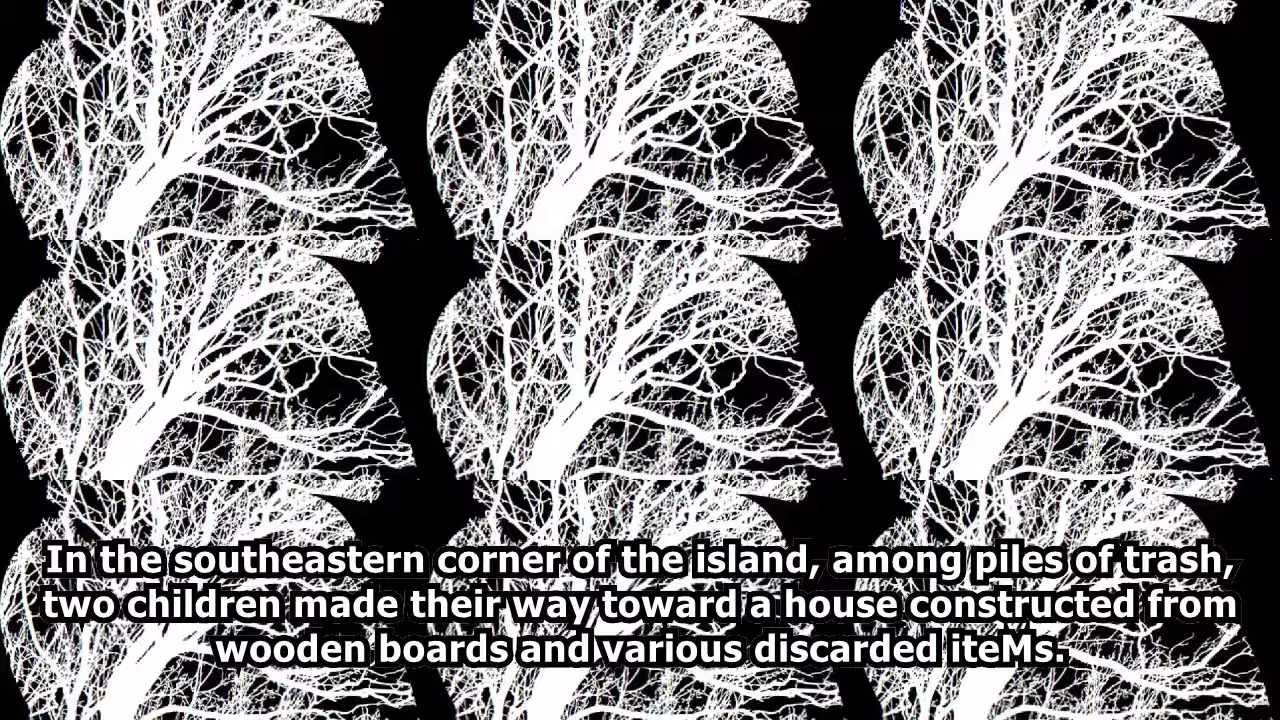 In the southeastern corner of the island, among piles of trash,
two children made their way toward a house constructed from
wooden boards and various discarded iteMs.